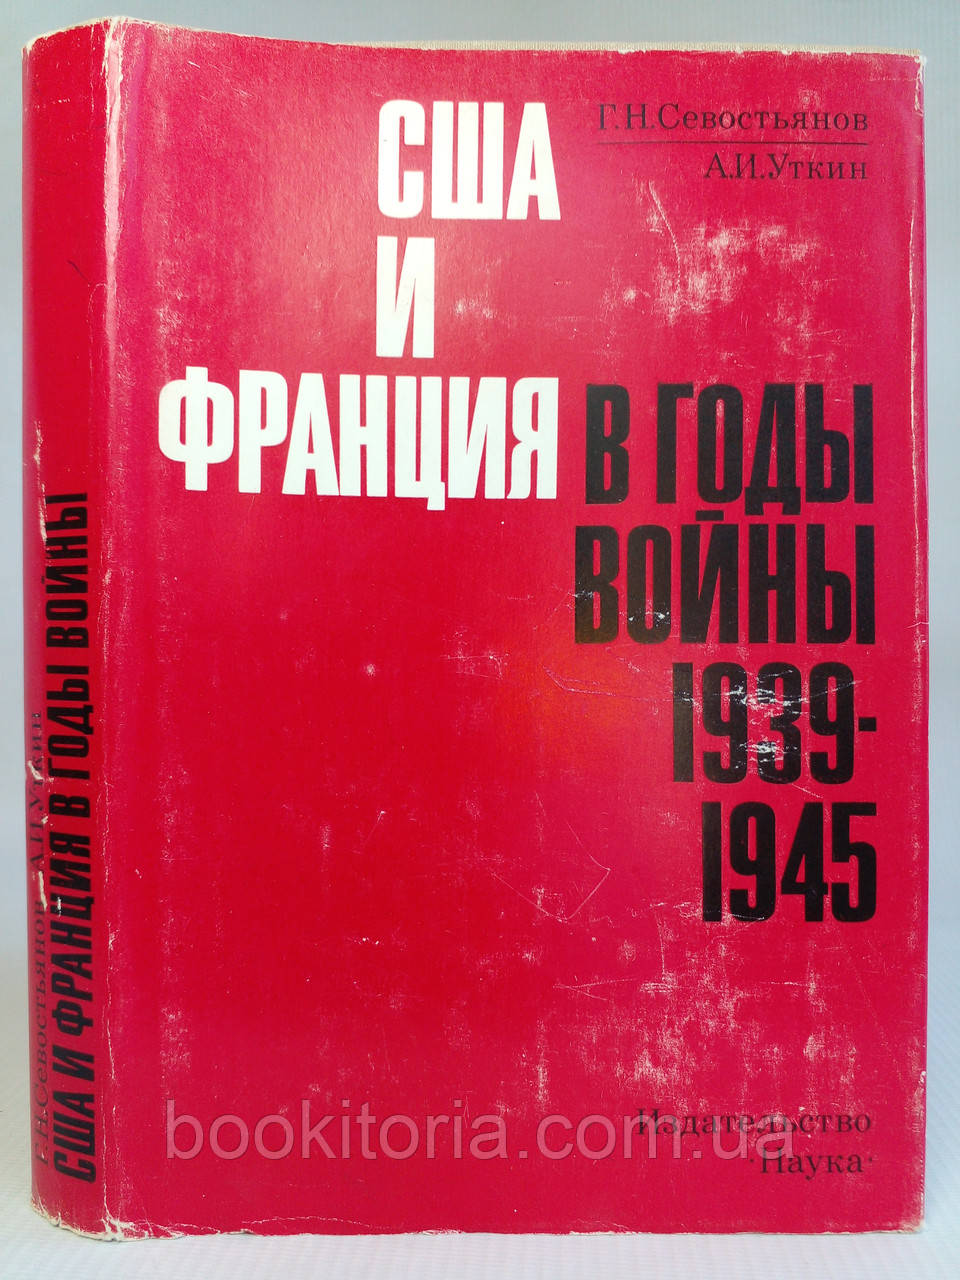 Г.Н.Севостьянов
А.И.Уткин
США
И
ФРАНЦИЯ
В ГОДЫ
ВОЙНЫ
1939-
1945
Издательство
·Наука·
Г.Н.Севостьянов А.И.Уткин
США И ФРАНЦИЯ В ГОДЫ ВОЙНЫ
bookitoria.com.ua